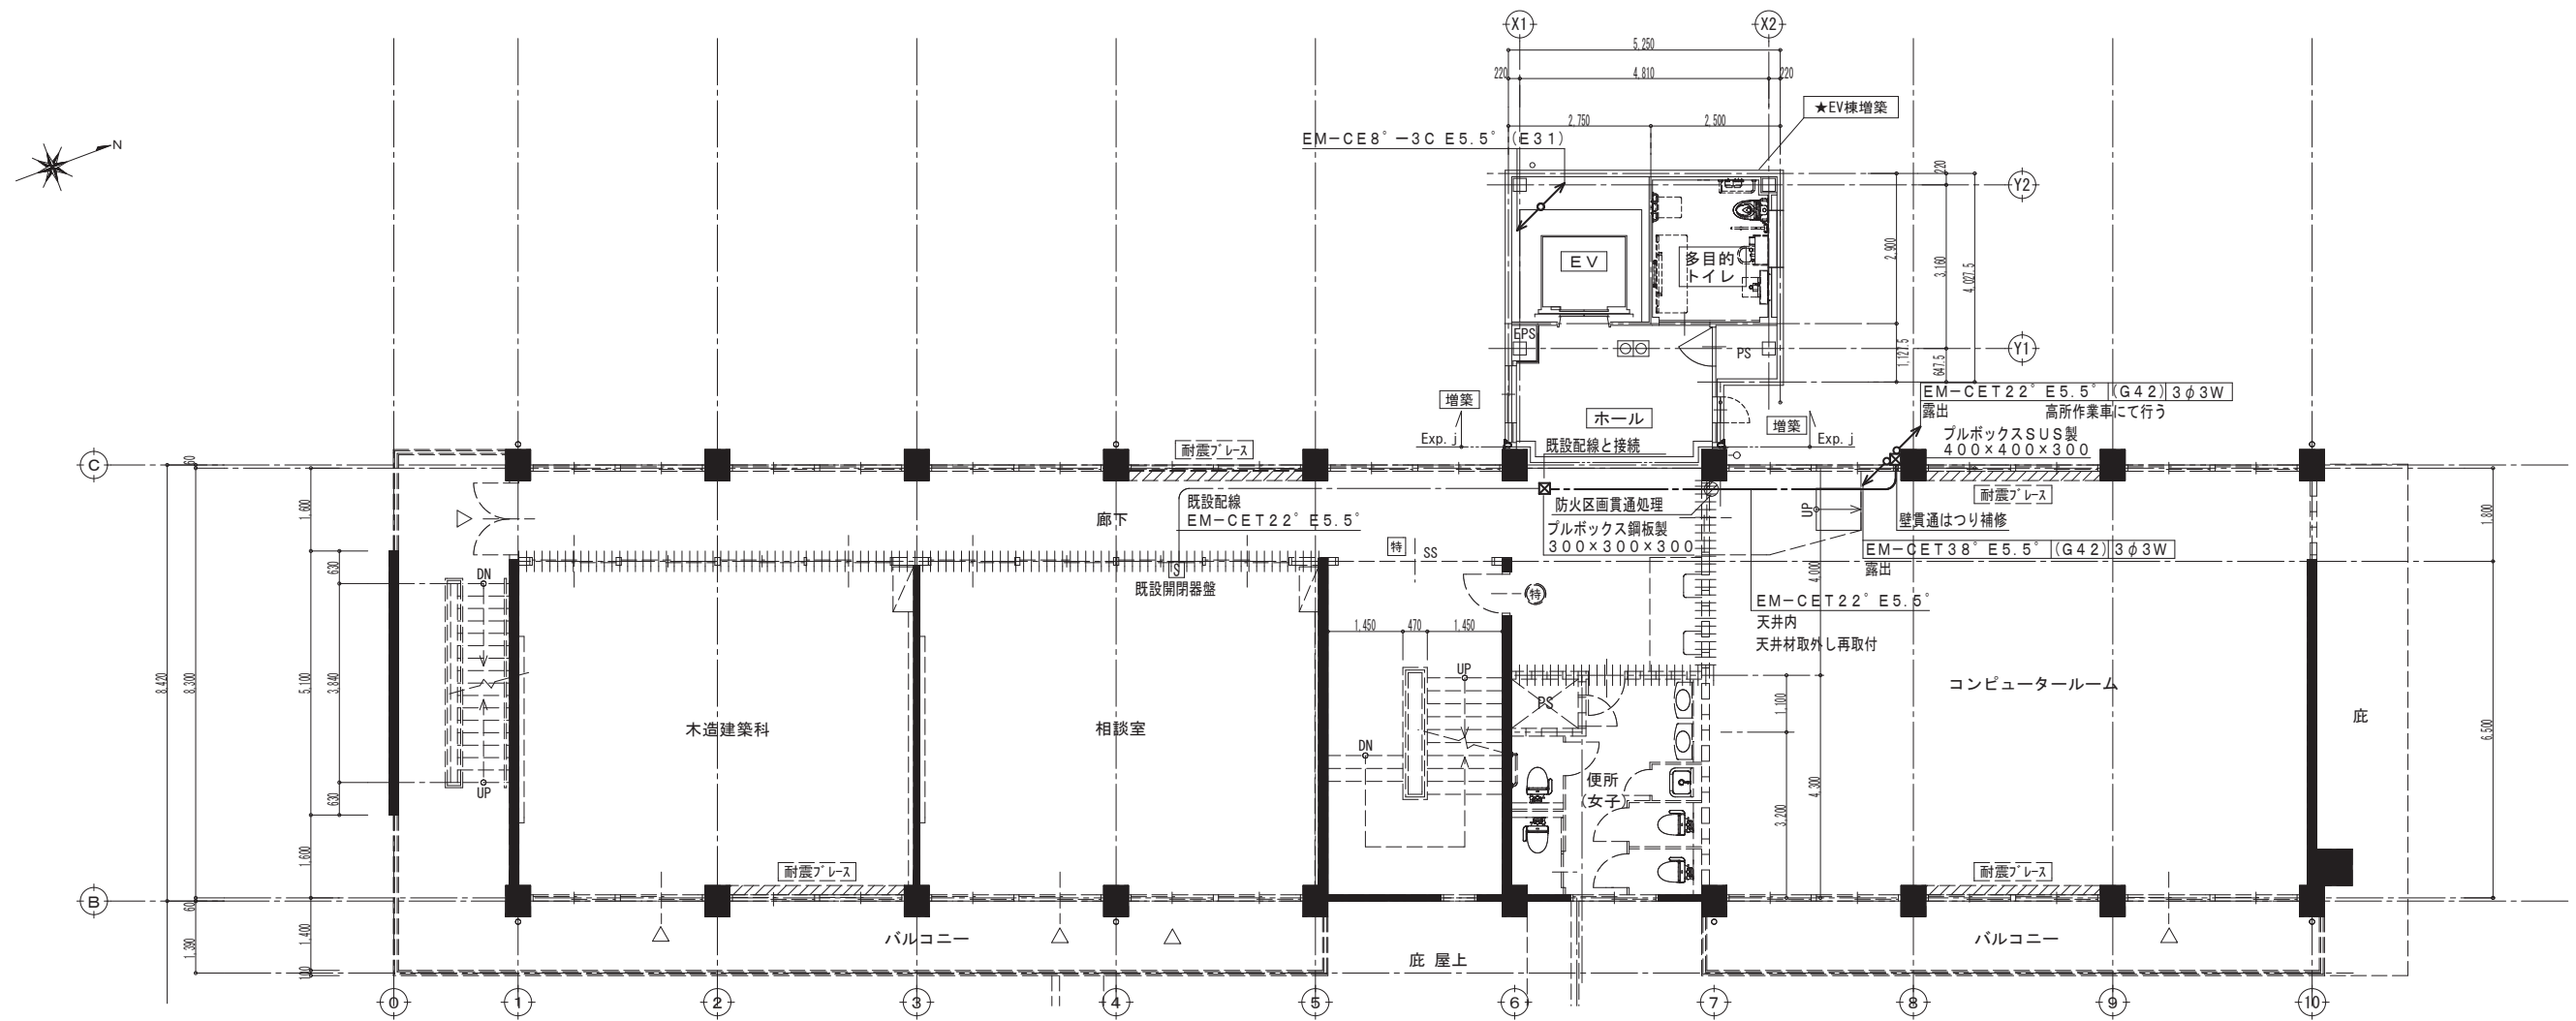 X1
X2
5,250
220
4,810
220
★EV棟増築
2,750
2,500
EM-CE8°-3C E5.5° (E31)
N
220
Y2
EV
多目的
トイレ
2,900
3,160
4,027.5
EPS
PS
Y1
1,127.5
647.5
EM-CET22° E5.5° (G42) 3φ3W
露出
高所作業車にて行う
増築
ホール
増築
プルボックスSUS製
400×400×300
Exp.j
既設配線と接続
Exp.j
耐震ブレース
C
60
既設配線
EM-CET22° E5.5°
防火区画貫通処理
耐震ブレース
1,600
廊下
プルボックス鋼板製
300×300×300
UP
壁貫通はつり補修
1,800
特
SS
EM-CET38° E5.5° (G42) 3φ3W
露出
4,000
630
DN
S
既設開閉器盤
特
EM-CET22° E5.5°
天井内
天井材取外し再取付
1,450
470
1,450
8,420
8,300
5,100
3,840
UP
PS
1,100
コンピュータールーム
庇
6,500
木造建築科
相談室
DN
便所
(女子)
630
UP
3,200
4,300
1,600
耐震ブレース
耐震ブレース
B
60
1,390
1,400
100
バルコニー
庇 屋上
バルコニー
0
1
2
3
4
5
6
7
8
9
10